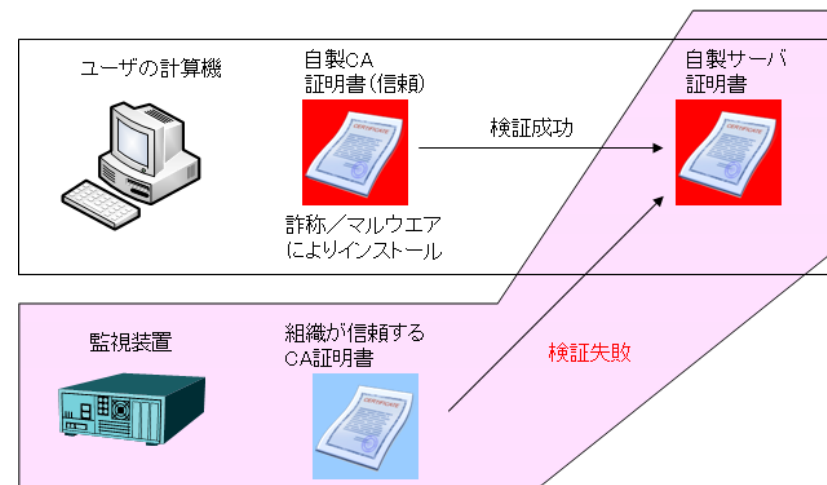 ユーザの計算機
自製CA
証明書(信頼)
詐称／マルウエア
によりインストール
検証成功
自製サーバ
証明書
監視装置
組織が信頼する
CA証明書
検証失敗
CERTIFICATE
CERTIFICATE
CERTIFICATE